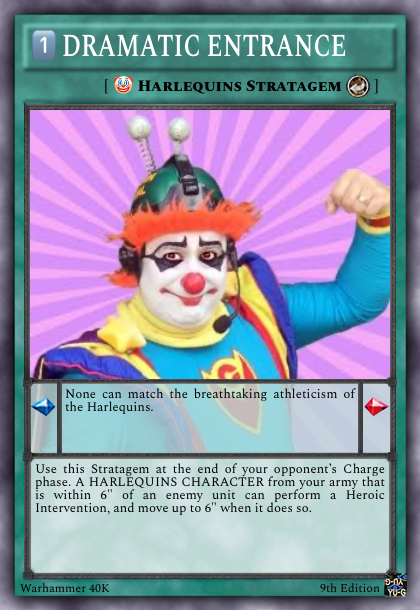 1 DRAMATIC ENTRANCE
[ 🤡 HARLEQUINS STRATAGEM ]
G
None can match the breathtaking athleticism of
the Harlequins.
Use this Stratagem at the end of your opponent's Charge
phase. A HARLEQUINS CHARACTER from your army that
is within 6" of an enemy unit can perform a Heroic
Intervention, and move up to 6" when it does so.
Warhammer 40K 9th Edition